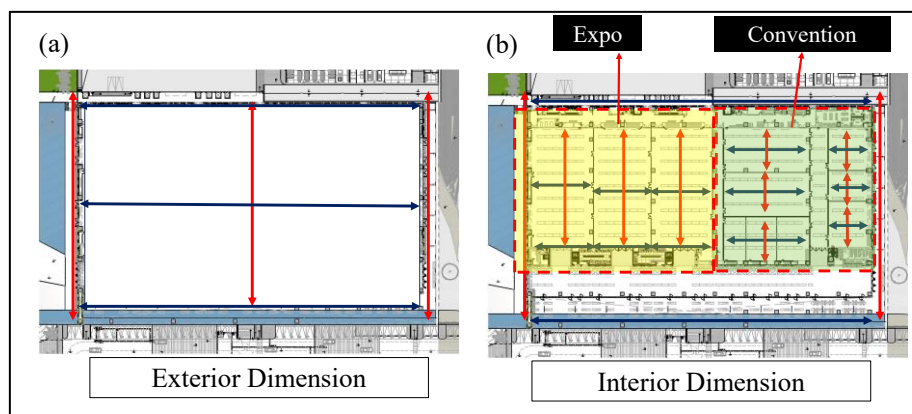 (a)
Exterior Dimension
(b)
Expo
Convention
Interior Dimension